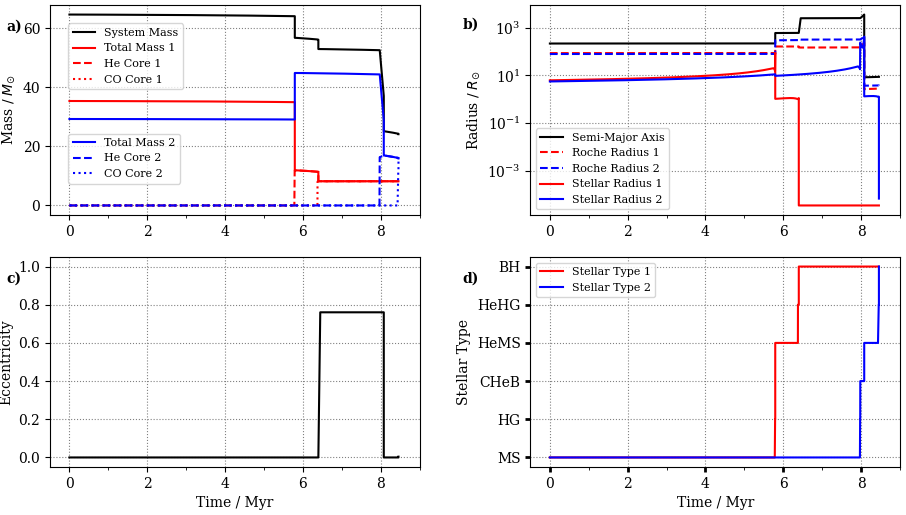 a)
60
40
20
0
Mass / M⊙
System Mass
Total Mass 1
He Core 1
CO Core 1
Total Mass 2
He Core 2
CO Core 2
0 2 4 6 8
b)
10³
10¹
10⁻¹
10⁻³
Radius / R⊙
Semi-Major Axis
Roche Radius 1
Roche Radius 2
Stellar Radius 1
Stellar Radius 2
0 2 4 6 8
c)
1.0
0.8
0.6
0.4
0.2
0.0
Eccentricity
0 2 4 6 8
Time / Myr
d)
BH
HeHG
HeMS
CHeB
HG
MS
Stellar Type
Stellar Type 1
Stellar Type 2
0 2 4 6 8
Time / Myr